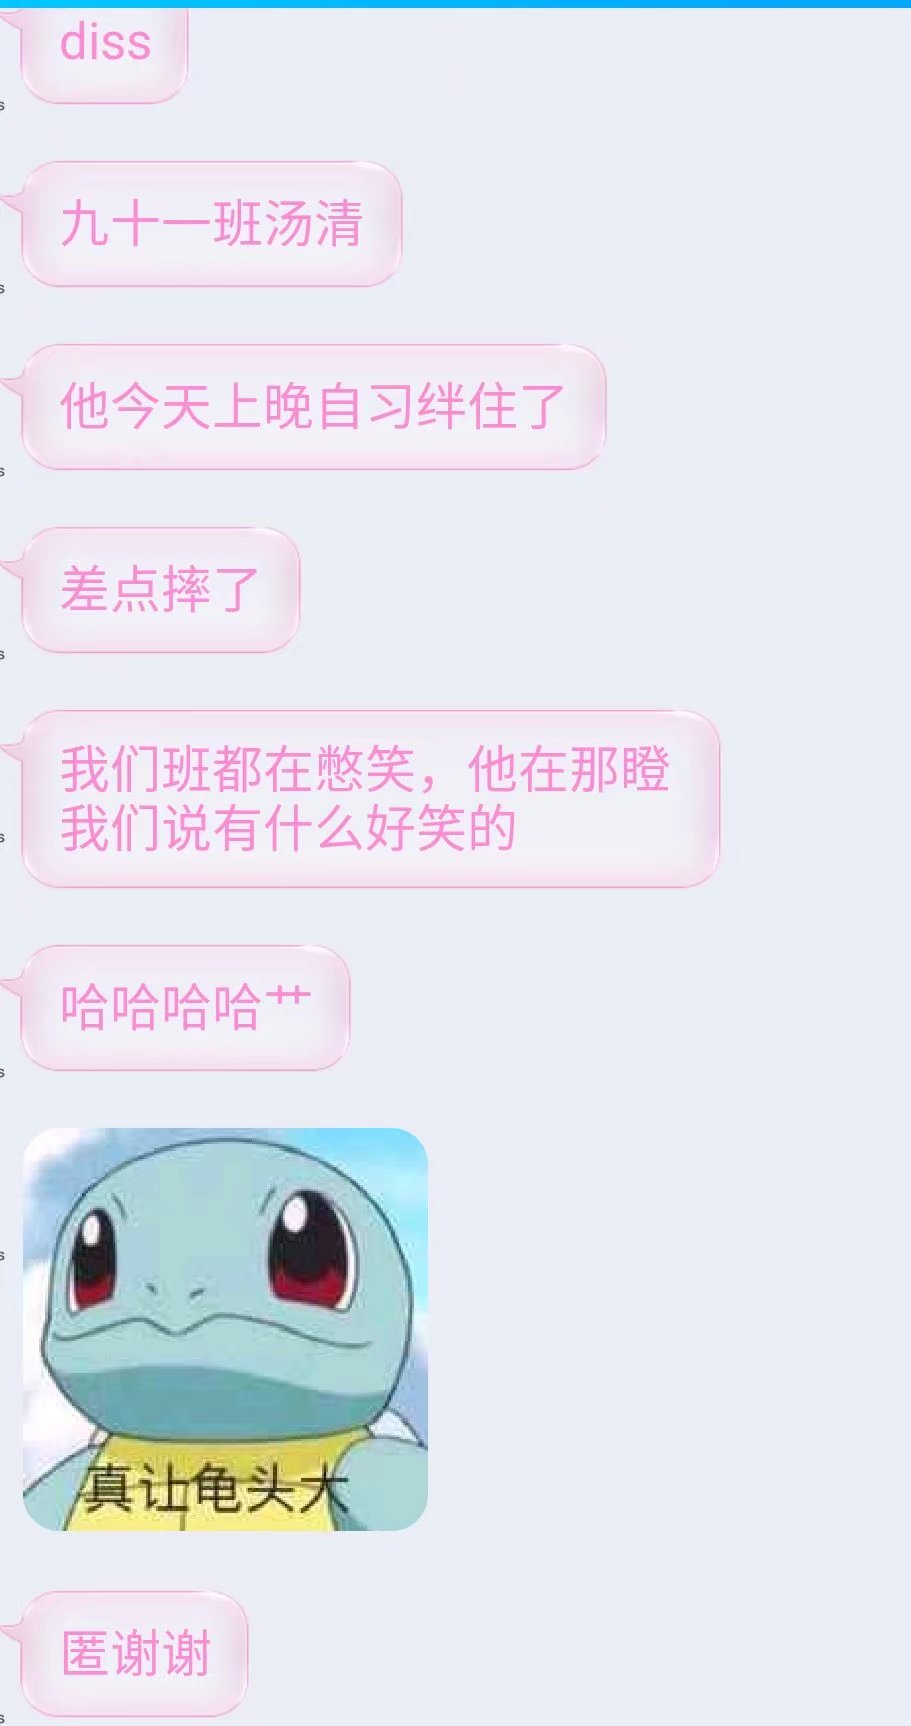 diss
九十一班汤清
他今天上晚自习绊住了
差点摔了
我们班都在憋笑，他在那瞪
我们说有什么好笑的
哈哈哈哈艹
真让龟头大
匿谢谢